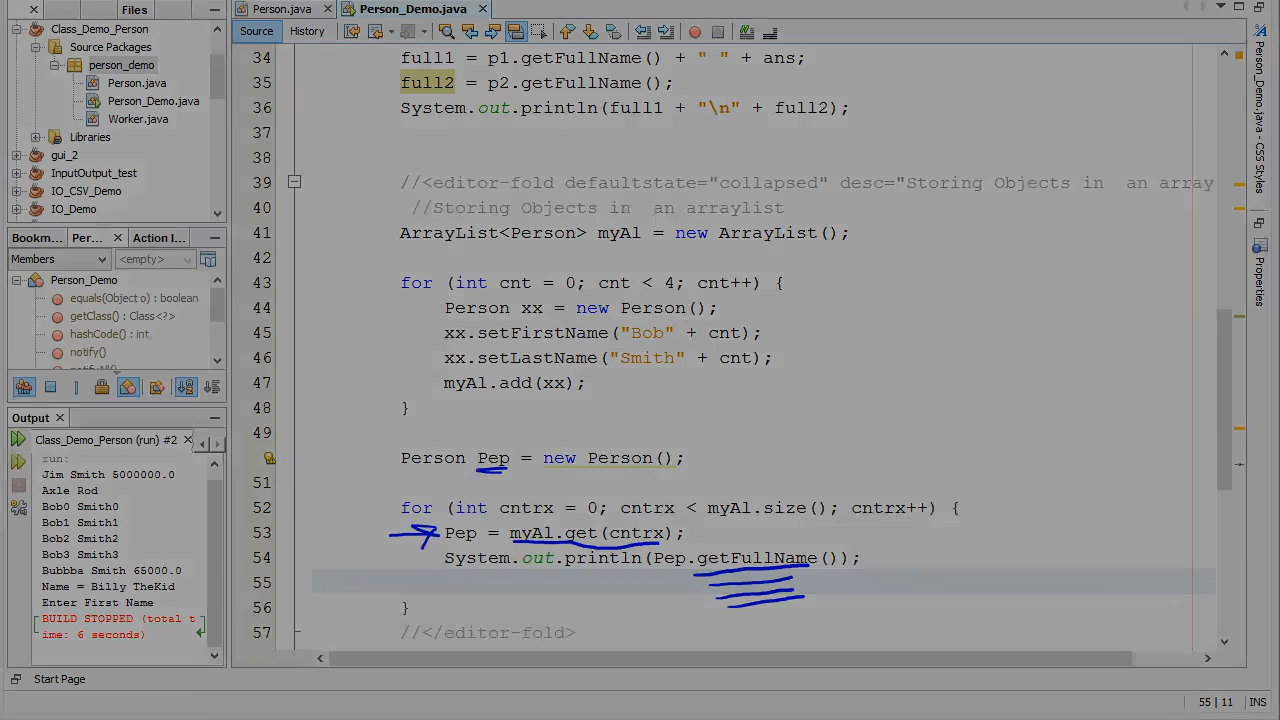 Files
Class_Demo_Person
Source Packages
person_demo
Person.java
Person_Demo.java
Worker.java
Libraries
gui_2
InputOutput_test
IO_CSV_Demo
IO_Demo
Bookm... Per... Action I...
Members <empty>
Person_Demo
equals(Object o) : boolean
getClass() : Class<?>
hashCode() : int
notify()
Output
Class_Demo_Person (run) #2
run:
Jim Smith 5000000.0
Axle Rod
Bob0 Smith0
Bob1 Smith1
Bob2 Smith2
Bob3 Smith3
Bubba Smith 65000.0
Name = Billy TheKid
Enter First Name
BUILD STOPPED (total t
ime: 6 seconds)
Person.java Person_Demo.java
Source History
34 full1 = p1.getFullName() + " " + ans;
35 full2 = p2.getFullName();
36 System.out.println(full1 + "\n" + full2);
37
38
39 //<editor-fold defaultstate="collapsed" desc="Storing Objects in  an array
40 //Storing Objects in  an arraylist
41 ArrayList<Person> myAl = new ArrayList();
42
43 for (int cnt = 0; cnt < 4; cnt++) {
44 Person xx = new Person();
45 xx.setFirstName("Bob" + cnt);
46 xx.setLastName("Smith" + cnt);
47 myAl.add(xx);
48 }
49
50 Person Pep = new Person();
51
52 for (int cntrx = 0; cntrx < myAl.size(); cntrx++) {
53 Pep = myAl.get(cntrx);
54 System.out.println(Pep.getFullName());
55
56 }
57 //</editor-fold>
Person_Demo.java - CSS Styles
Properties
Start Page
55 | 11 INS